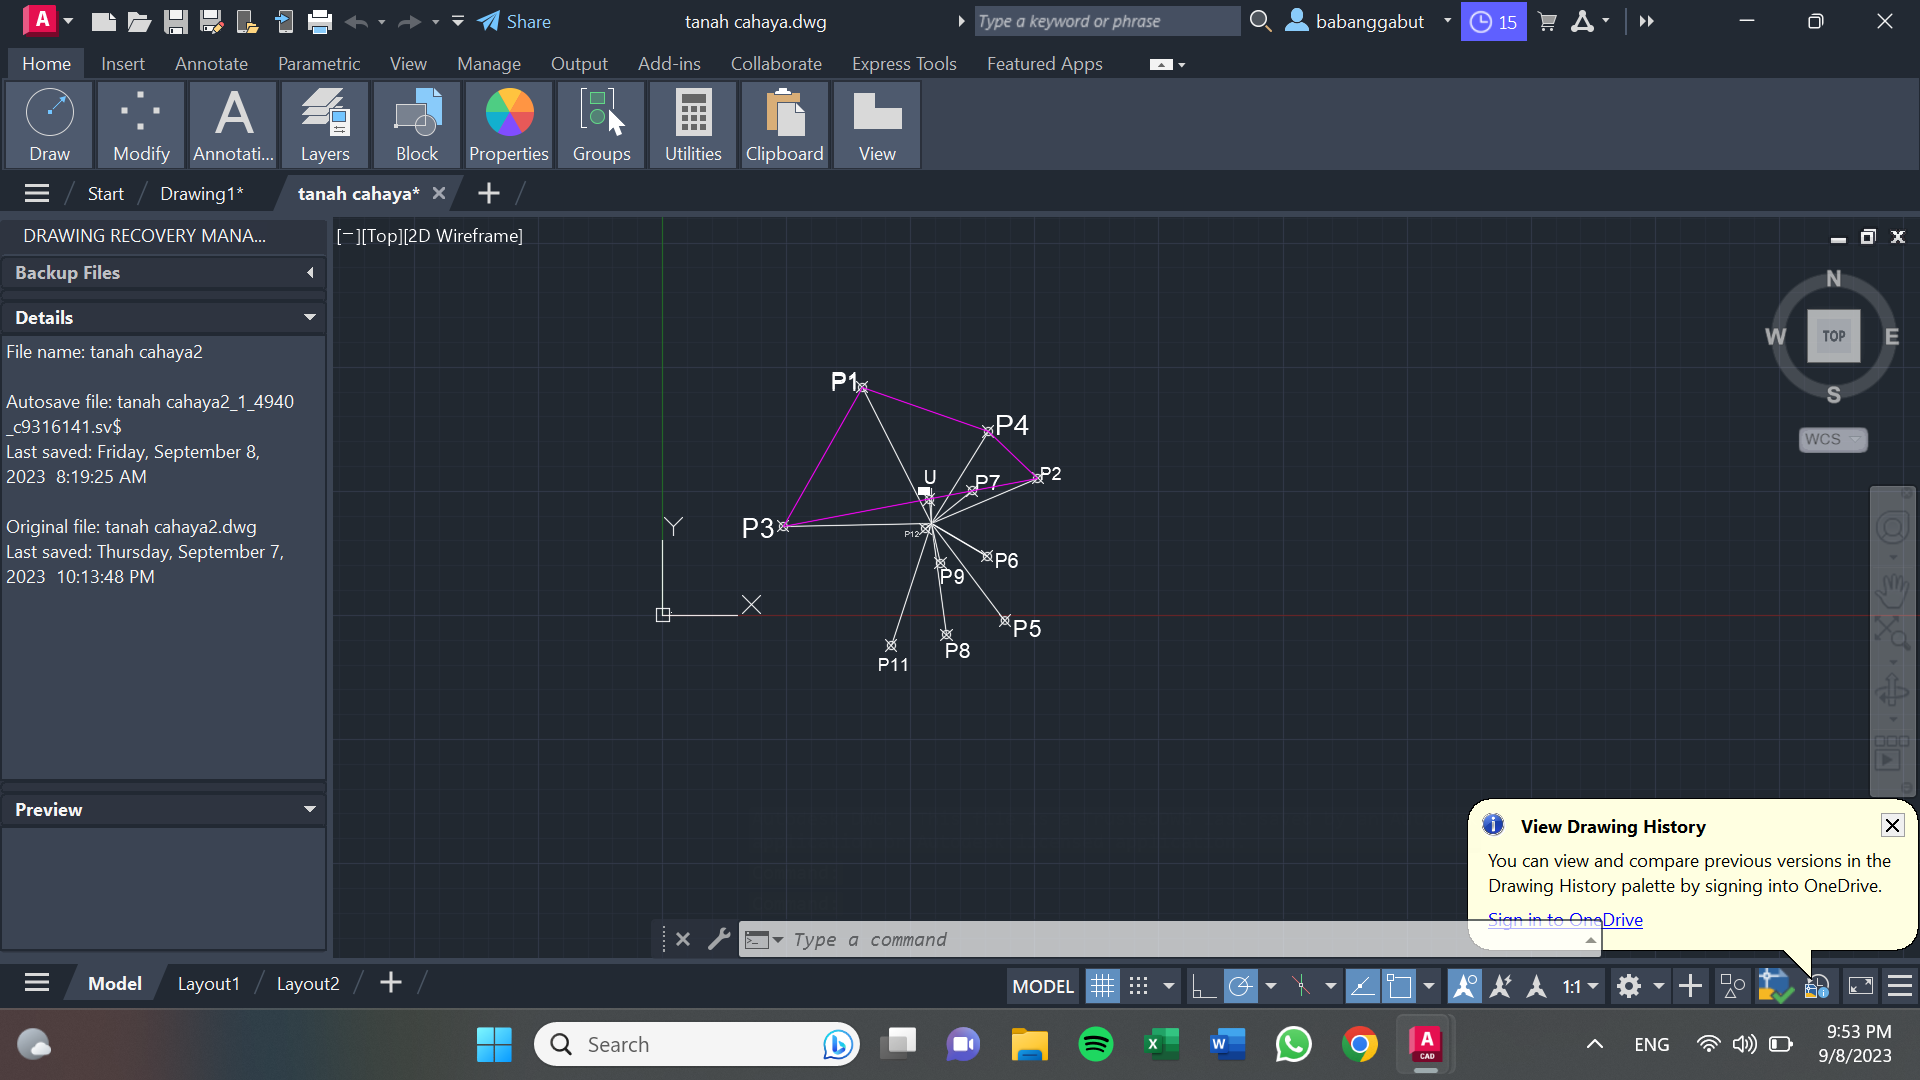 A
Share
tanah cahaya.dwg
Type a keyword or phrase
babanggabut
15
Home
Insert
Annotate
Parametric
View
Manage
Output
Add-ins
Collaborate
Express Tools
Featured Apps
A
Draw
Modify
Annotati...
Layers
Block
Properties
Groups
Utilities
Clipboard
View
Start
Drawing1*
tanah cahaya*
DRAWING RECOVERY MANA...
Backup Files
Details
File name: tanah cahaya2
Autosave file: tanah cahaya2_1_4940
_c9316141.sv$
Last saved: Friday, September 8,
2023 8:19:25 AM
Original file: tanah cahaya2.dwg
Last saved: Thursday, September 7,
2023 10:13:48 PM
Preview
[−][Top][2D Wireframe]
N
W
TOP
E
S
WCS
P1
P4
U
P7
P2
P3
Y
P12
P6
P9
X
P5
P8
P11
View Drawing History
You can view and compare previous versions in the
Drawing History palette by signing into OneDrive.
Sign in to OneDrive
Type a command
Model
Layout1
Layout2
MODEL
1:1
Search
A
CAD
ENG
9:53 PM
9/8/2023